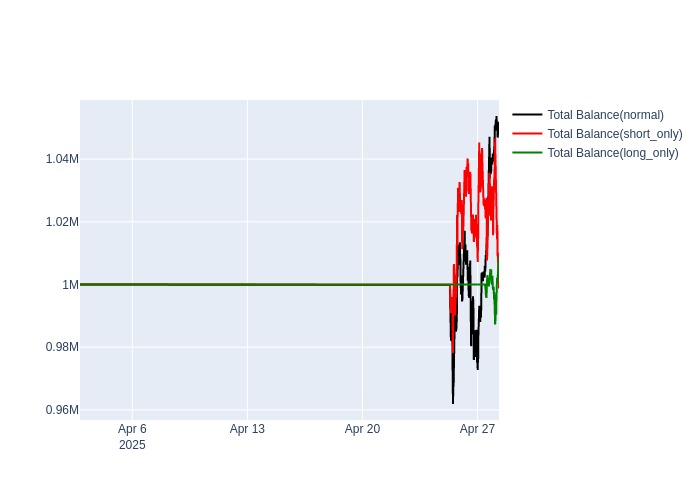 Total Balance(normal)
Total Balance(short_only)
Total Balance(long_only)
1.04M
1.02M
1M
0.98M
0.96M
Apr 6
2025
Apr 13
Apr 20
Apr 27